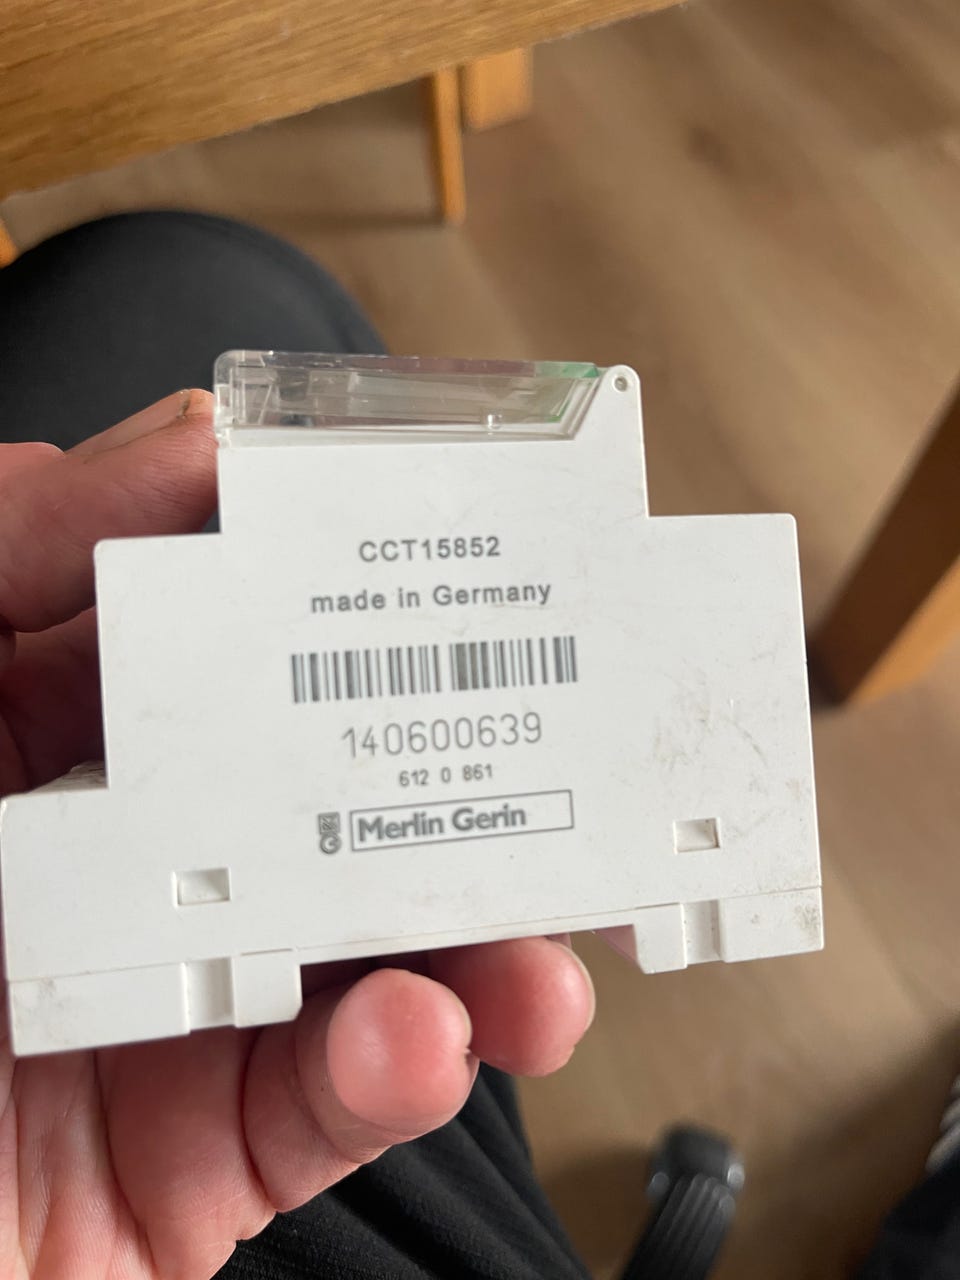 CCT15852
made in Germany
140600639
612 0 861
Merlin Gerin